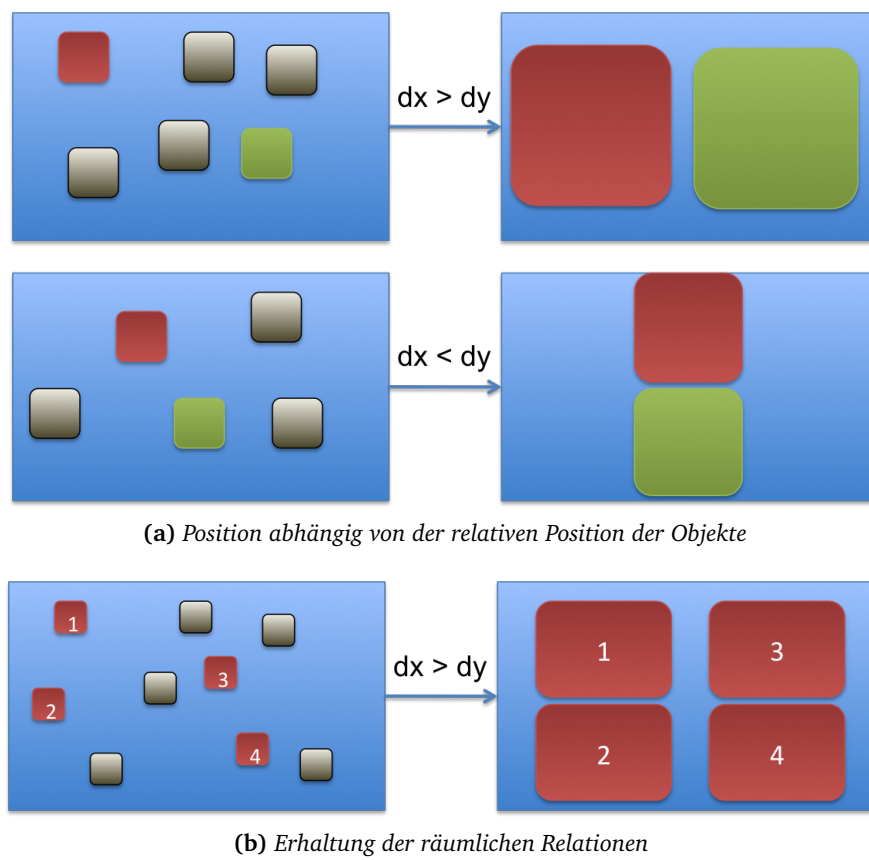 dx > dy
dx < dy
(a) Position abhängig von der relativen Position der Objekte
1
3
2
4
dx > dy
1
3
2
4
(b) Erhaltung der räumlichen Relationen